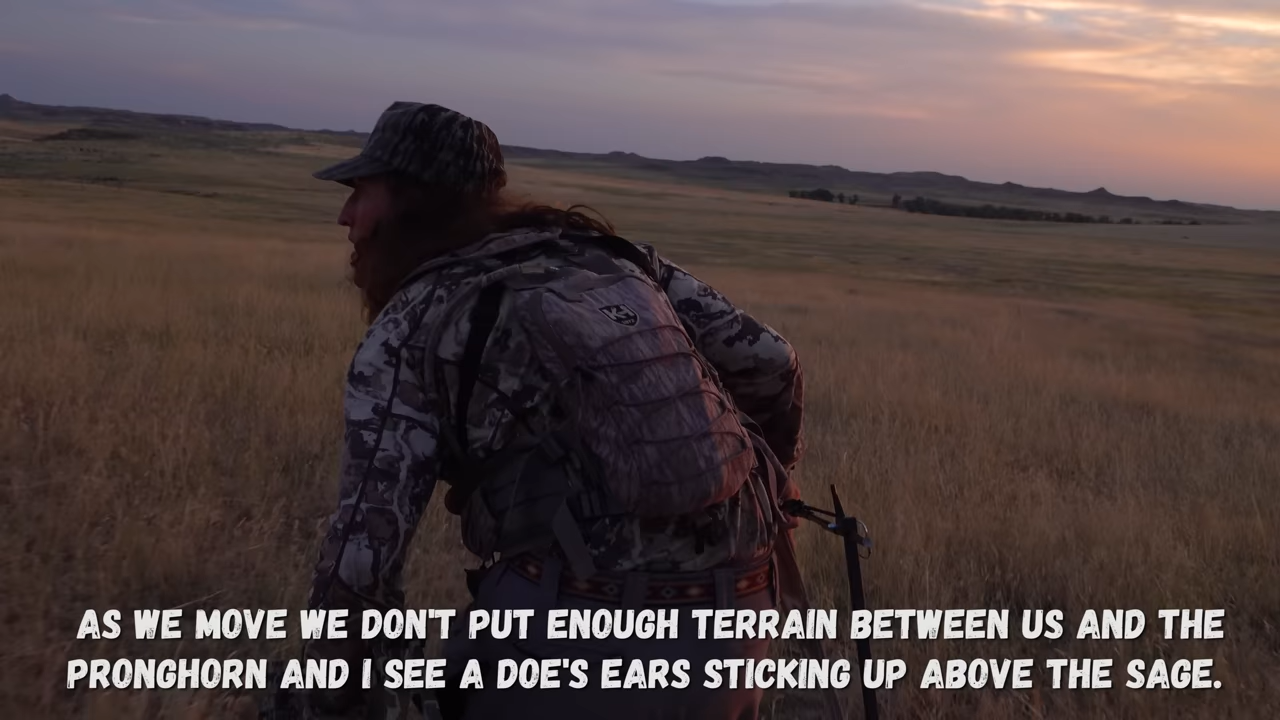 K-1
AS WE MOVE WE DON'T PUT ENOUGH TERRAIN BETWEEN US AND THE
PRONGHORN AND I SEE A DOE'S EARS STICKING UP ABOVE THE SAGE.